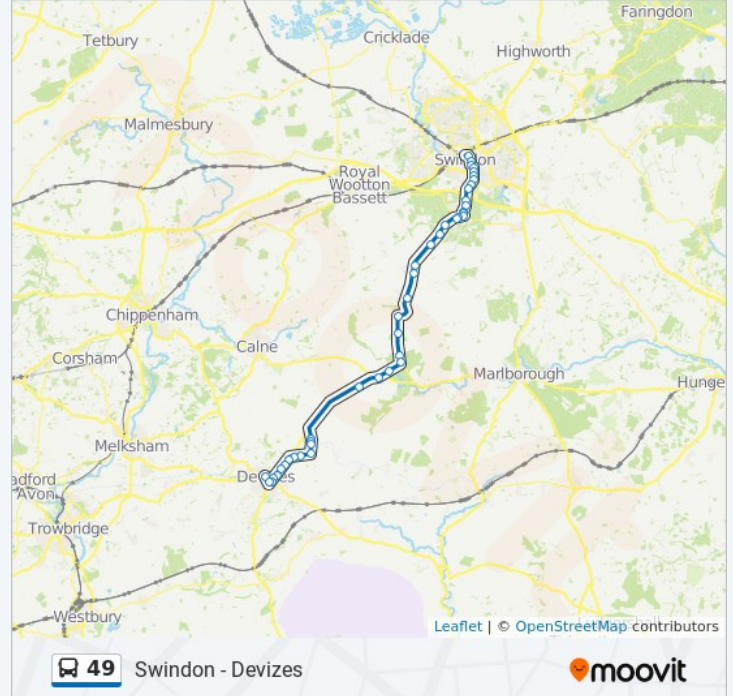 Faringdon
Cricklade
Tetbury
Highworth
Malmesbury
Swindon
Royal
Wootton
Bassett
Chippenham
Calne
Corsham
Marlborough
Hunge
Melksham
Devizes
adford
Avon
Trowbridge
Westbury
Leaflet | © OpenStreetMap contributors
49 Swindon - Devizes
moovit